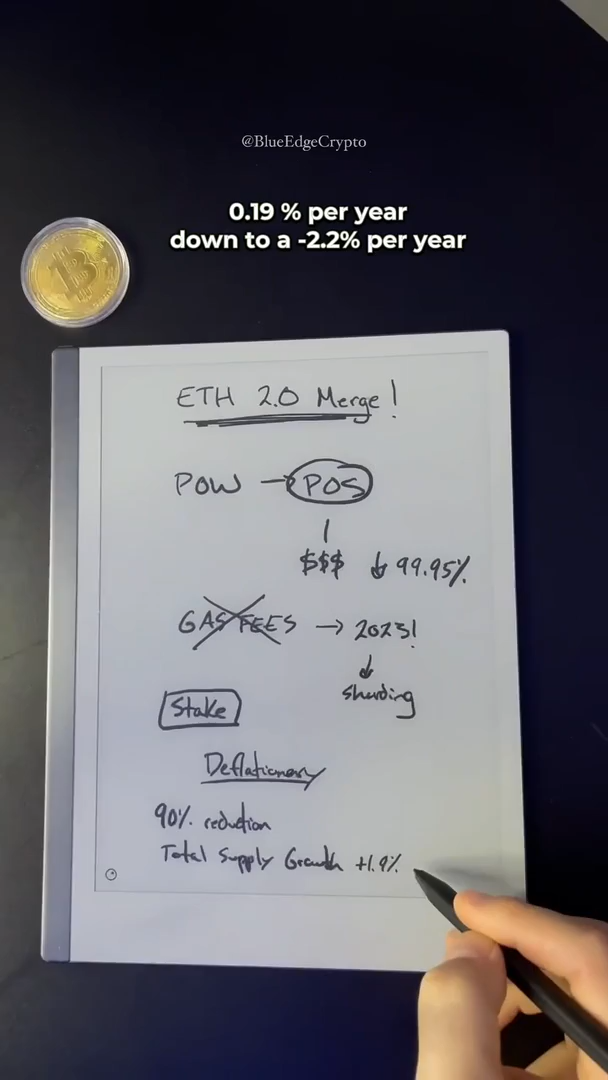 @BlueEdgeCrypto
0.19 % per year
down to a -2.2% per year
ETH 2.0 Merge!
POW → POS
$$$ ↓ 99.95%
GAS FEES → 2023!
↓
sharding
Stake
Deflationary
90% reduction
Total Supply Growth +1.9%